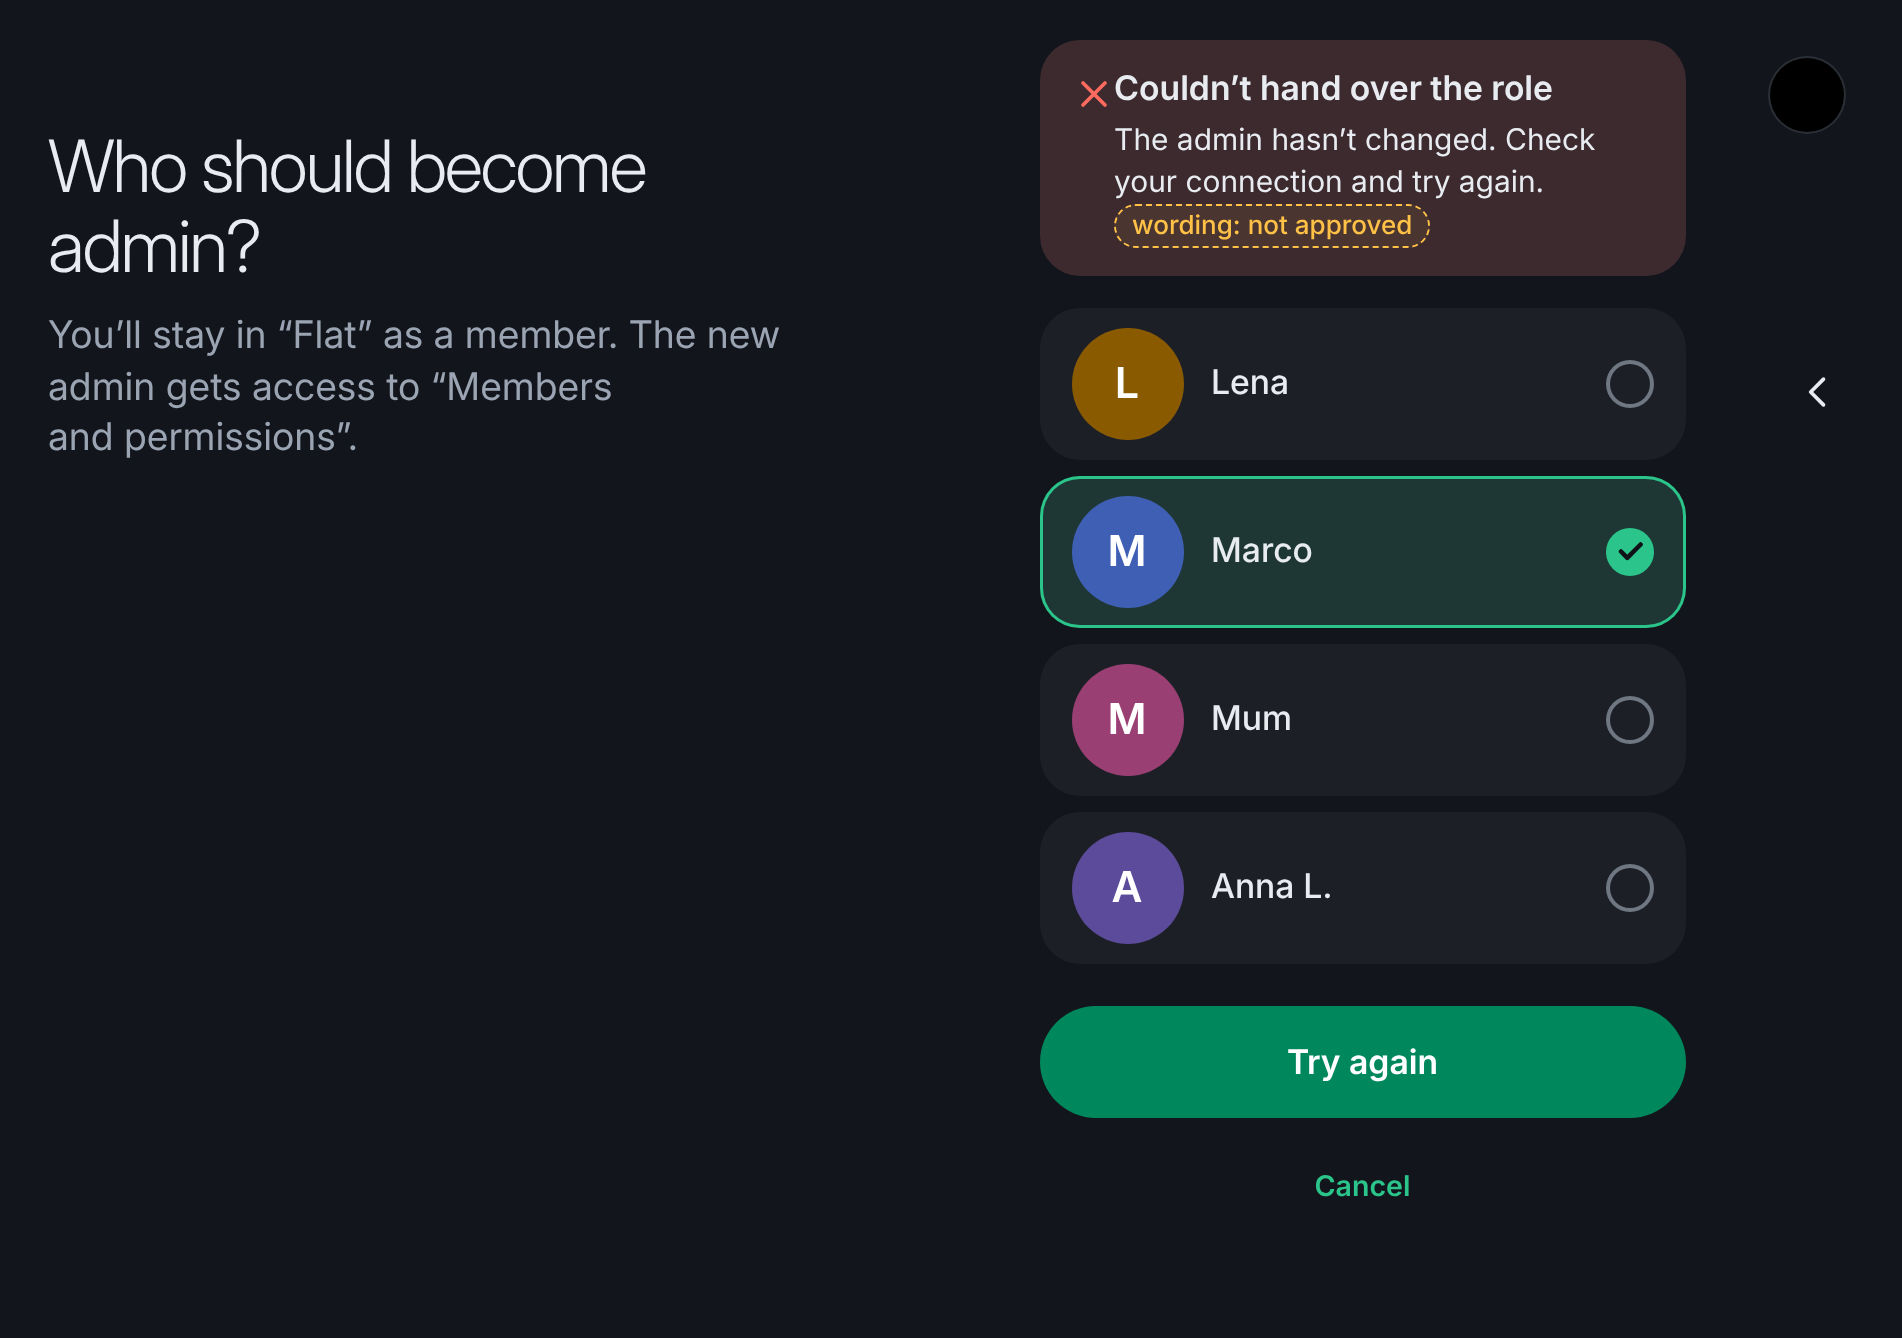 Who should become
admin?
You’ll stay in “Flat” as a member. The new
admin gets access to “Members
and permissions”.
Couldn’t hand over the role
The admin hasn’t changed. Check
your connection and try again.
wording: not approved
L
Lena
M
Marco
M
Mum
A
Anna L.
Try again
Cancel